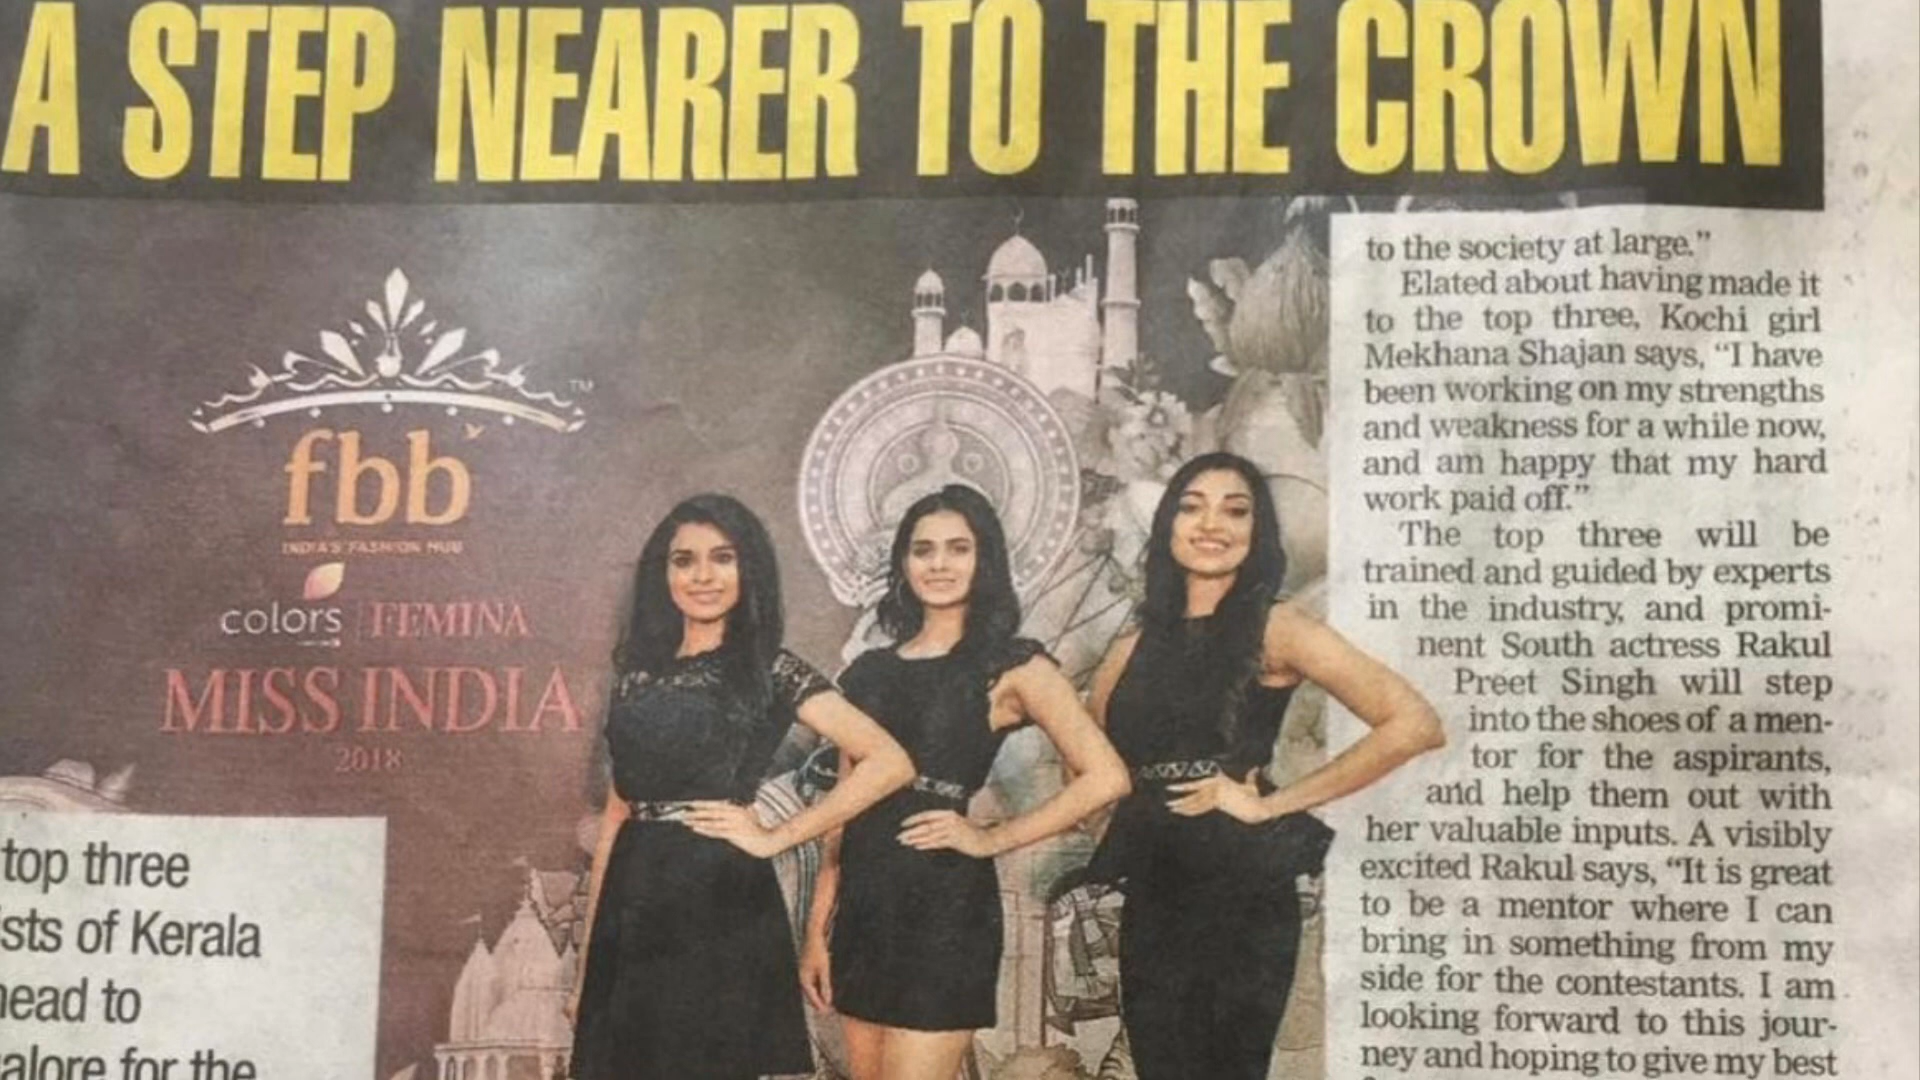 A STEP NEARER TO THE CROWN
TM
fbb
INDIA'S FASHION HUB
colors FEMINA
MISS INDIA
2018
top three
ists of Kerala
head to
alore for the
to the society at large.”
Elated about having made it
to the top three, Kochi girl
Mekhana Shajan says, “I have
been working on my strengths
and weakness for a while now,
and am happy that my hard
work paid off.”
The top three will be
trained and guided by experts
in the industry, and promi-
nent South actress Rakul
Preet Singh will step
into the shoes of a men-
tor for the aspirants,
and help them out with
her valuable inputs. A visibly
excited Rakul says, “It is great
to be a mentor where I can
bring in something from my
side for the contestants. I am
looking forward to this jour-
ney and hoping to give my best